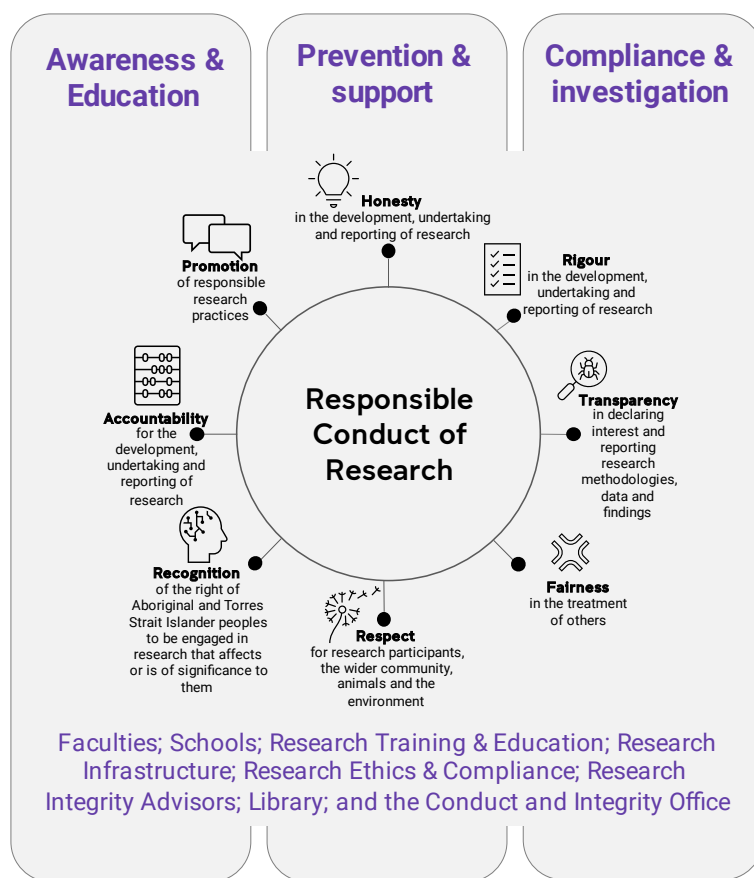 Awareness &
Education
Prevention &
support
Compliance &
investigation
Honesty
in the development, undertaking
and reporting of research
Rigour
in the development,
undertaking and
reporting of research
Transparency
in declaring
interest and
reporting
research
methodologies,
data and
findings
Fairness
in the treatment
of others
Respect
for research participants,
the wider community,
animals and the
environment
Recognition
of the right of
Aboriginal and Torres
Strait Islander peoples
to be engaged in
research that affects
or is of significance to
them
Accountability
for the
development,
undertaking and
reporting of
research
Promotion
of responsible
research
practices
Responsible
Conduct of
Research
Faculties; Schools; Research Training & Education; Research
Infrastructure; Research Ethics & Compliance; Research
Integrity Advisors; Library; and the Conduct and Integrity Office